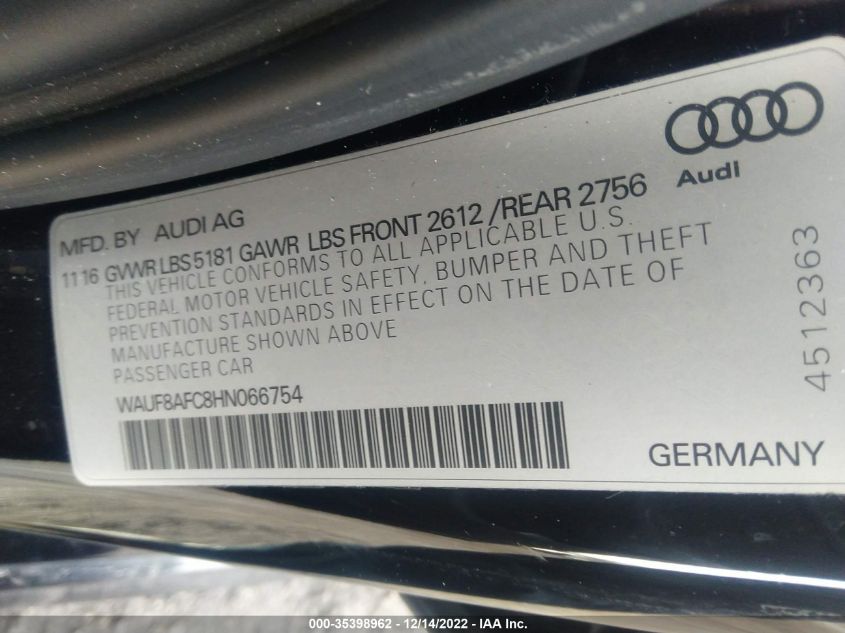 Audi
MFD. BY AUDI AG
11 16 GVWR LBS 5181 GAWR LBS FRONT 2612 /REAR 2756
THIS VEHICLE CONFORMS TO ALL APPLICABLE U.S.
FEDERAL MOTOR VEHICLE SAFETY, BUMPER AND THEFT
PREVENTION STANDARDS IN EFFECT ON THE DATE OF
MANUFACTURE SHOWN ABOVE
PASSENGER CAR
WAUF8AFC8HN066754
GERMANY
4512363
000-35398962 - 12/14/2022 - IAA Inc.